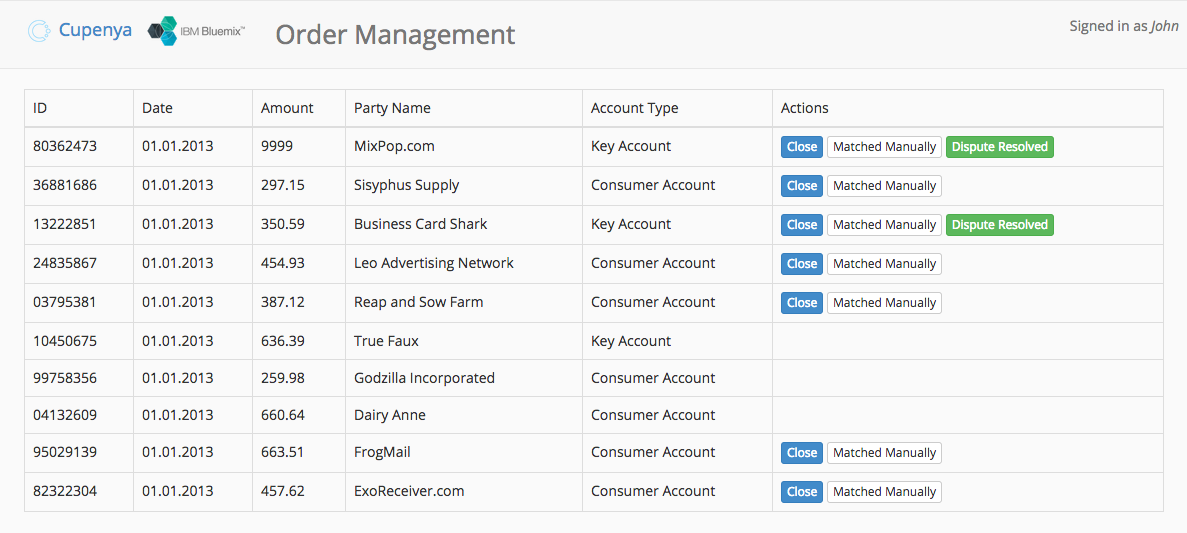 Cupenya IBM Bluemix™ Order Management Signed in as John
ID Date Amount Party Name Account Type Actions
80362473 01.01.2013 9999 MixPop.com Key Account Close Matched Manually Dispute Resolved
36881686 01.01.2013 297.15 Sisyphus Supply Consumer Account Close Matched Manually
13222851 01.01.2013 350.59 Business Card Shark Key Account Close Matched Manually Dispute Resolved
24835867 01.01.2013 454.93 Leo Advertising Network Consumer Account Close Matched Manually
03795381 01.01.2013 387.12 Reap and Sow Farm Consumer Account Close Matched Manually
10450675 01.01.2013 636.39 True Faux Key Account
99758356 01.01.2013 259.98 Godzilla Incorporated Consumer Account
04132609 01.01.2013 660.64 Dairy Anne Consumer Account
95029139 01.01.2013 663.51 FrogMail Consumer Account Close Matched Manually
82322304 01.01.2013 457.62 ExoReceiver.com Consumer Account Close Matched Manually